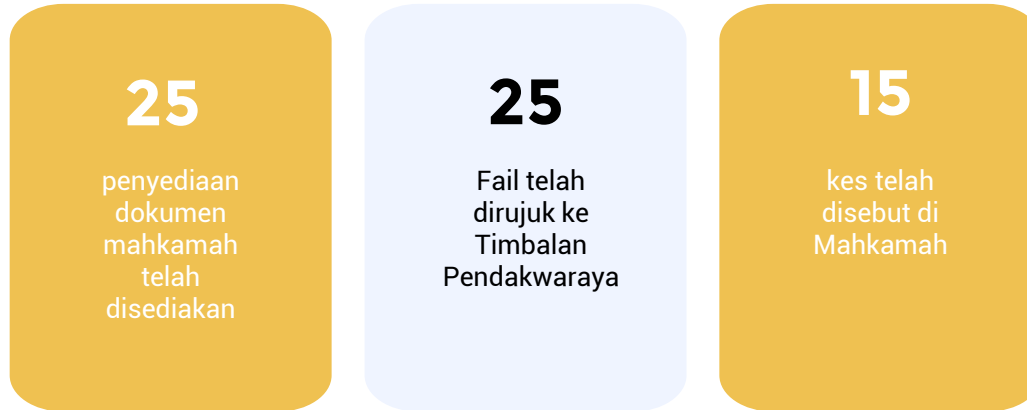 25
penyediaan
dokumen
mahkamah
telah
disediakan
25
Fail telah
dirujuk ke
Timbalan
Pendakwaraya
15
kes telah
disebut di
Mahkamah